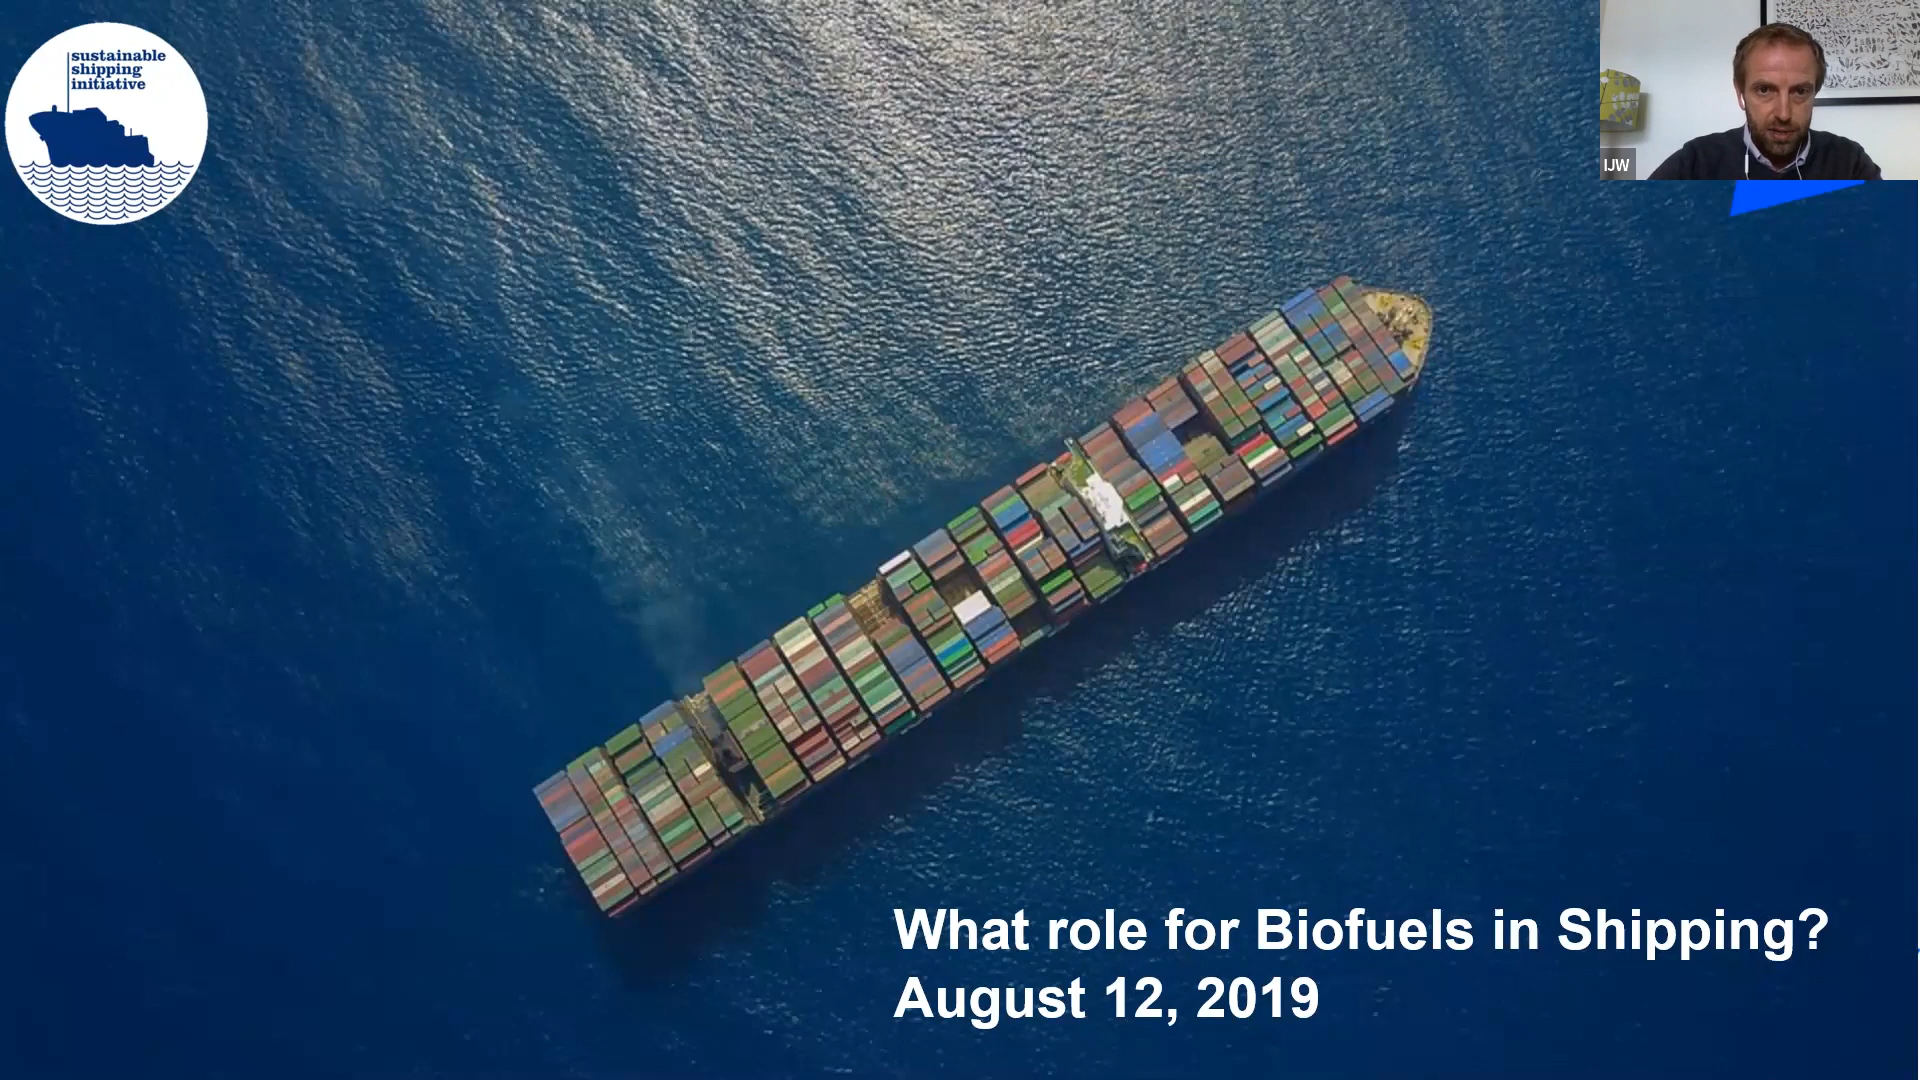 sustainable
shipping
initiative
IJW
What role for Biofuels in Shipping?
August 12, 2019